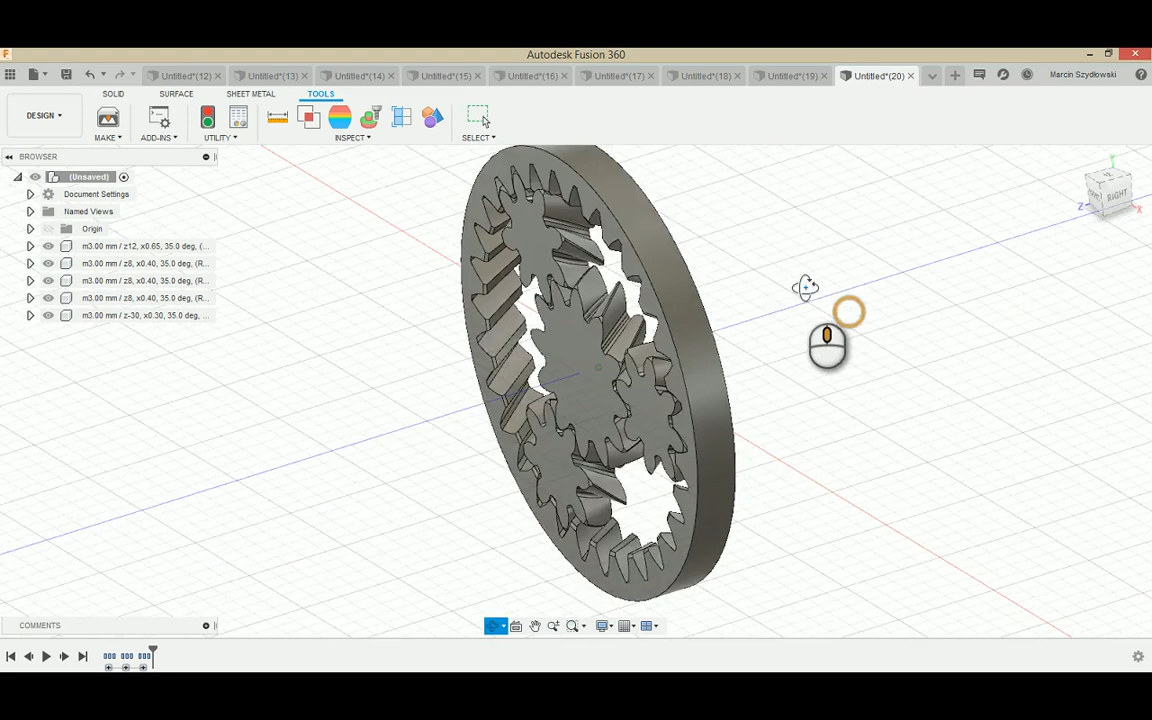 Autodesk Fusion 360
Untitled*(12) Untitled*(13) Untitled*(14) Untitled*(15) Untitled*(16) Untitled*(17) Untitled*(18) Untitled*(19) Untitled*(20) Marcin Szydłowski
SOLID SURFACE SHEET METAL TOOLS
DESIGN
MAKE ADD-INS UTILITY INSPECT SELECT
BROWSER
(Unsaved)
Document Settings
Named Views
Origin
m3.00 mm / z12, x0.65, 35.0 deg, (...
m3.00 mm / z8, x0.40, 35.0 deg, (R...
m3.00 mm / z8, x0.40, 35.0 deg, (R...
m3.00 mm / z8, x0.40, 35.0 deg, (R...
m3.00 mm / z-30, x0.30, 35.0 deg, ...
Y
RIGHT
Z
X
COMMENTS